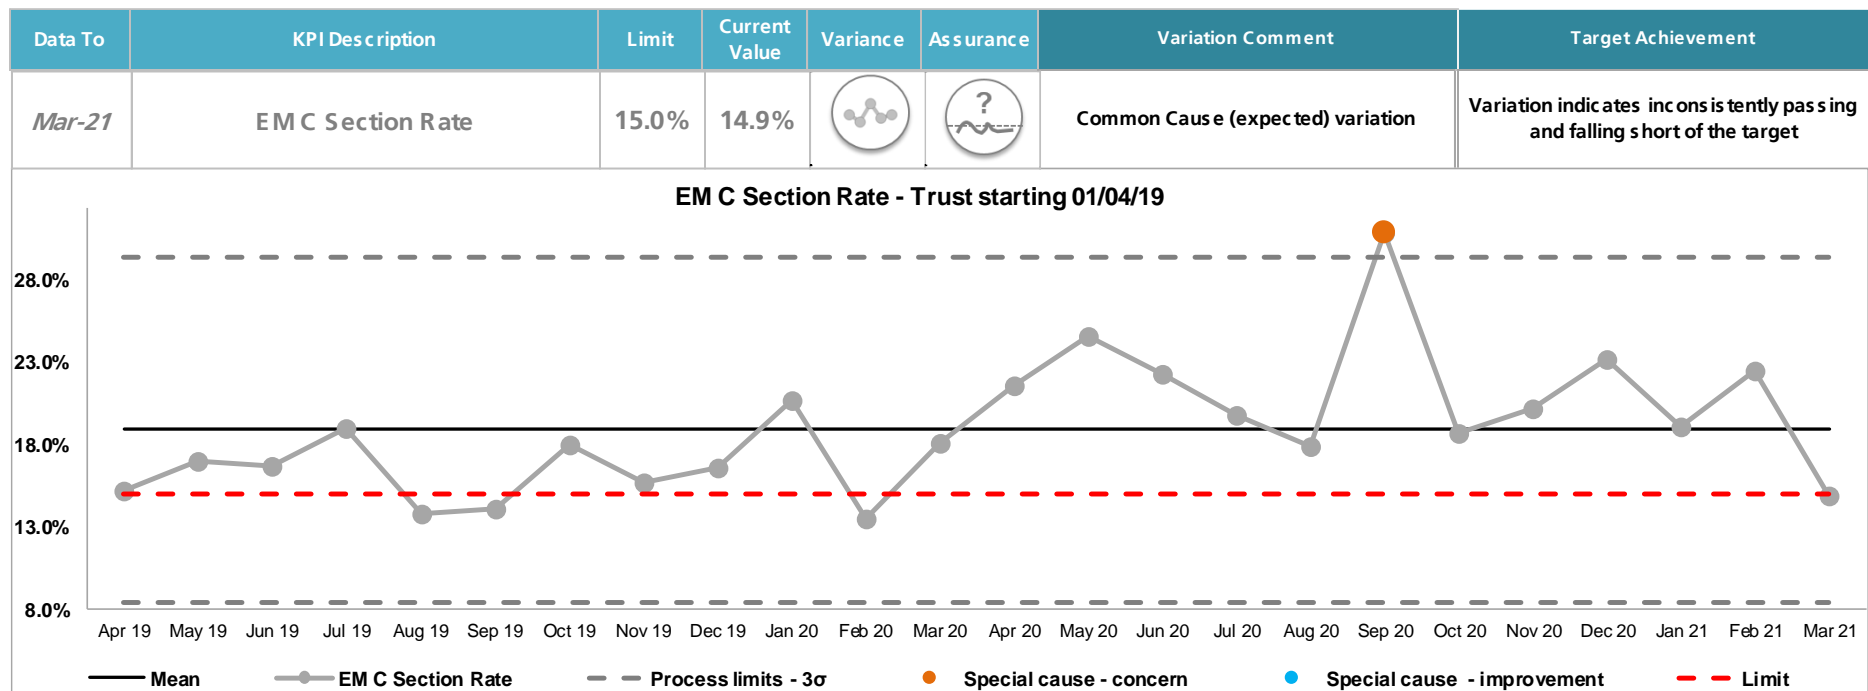 Data To
KPI Description
Limit
Current
Value
Variance
Assurance
Variation Comment
Target Achievement
Mar-21
EM C Section Rate
15.0%
14.9%
?
Common Cause (expected) variation
Variation indicates inconsistently passing
and falling short of the target
EM C Section Rate - Trust starting 01/04/19
28.0%
23.0%
18.0%
13.0%
8.0%
Apr 19 May 19 Jun 19 Jul 19 Aug 19 Sep 19 Oct 19 Nov 19 Dec 19 Jan 20 Feb 20 Mar 20 Apr 20 May 20 Jun 20 Jul 20 Aug 20 Sep 20 Oct 20 Nov 20 Dec 20 Jan 21 Feb 21 Mar 21
Mean EM C Section Rate Process limits - 3σ Special cause - concern Special cause - improvement Limit